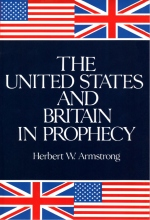 THE
UNITED STATES
AND
BRITAIN
IN PROPHECY
Herbert W. Armstrong